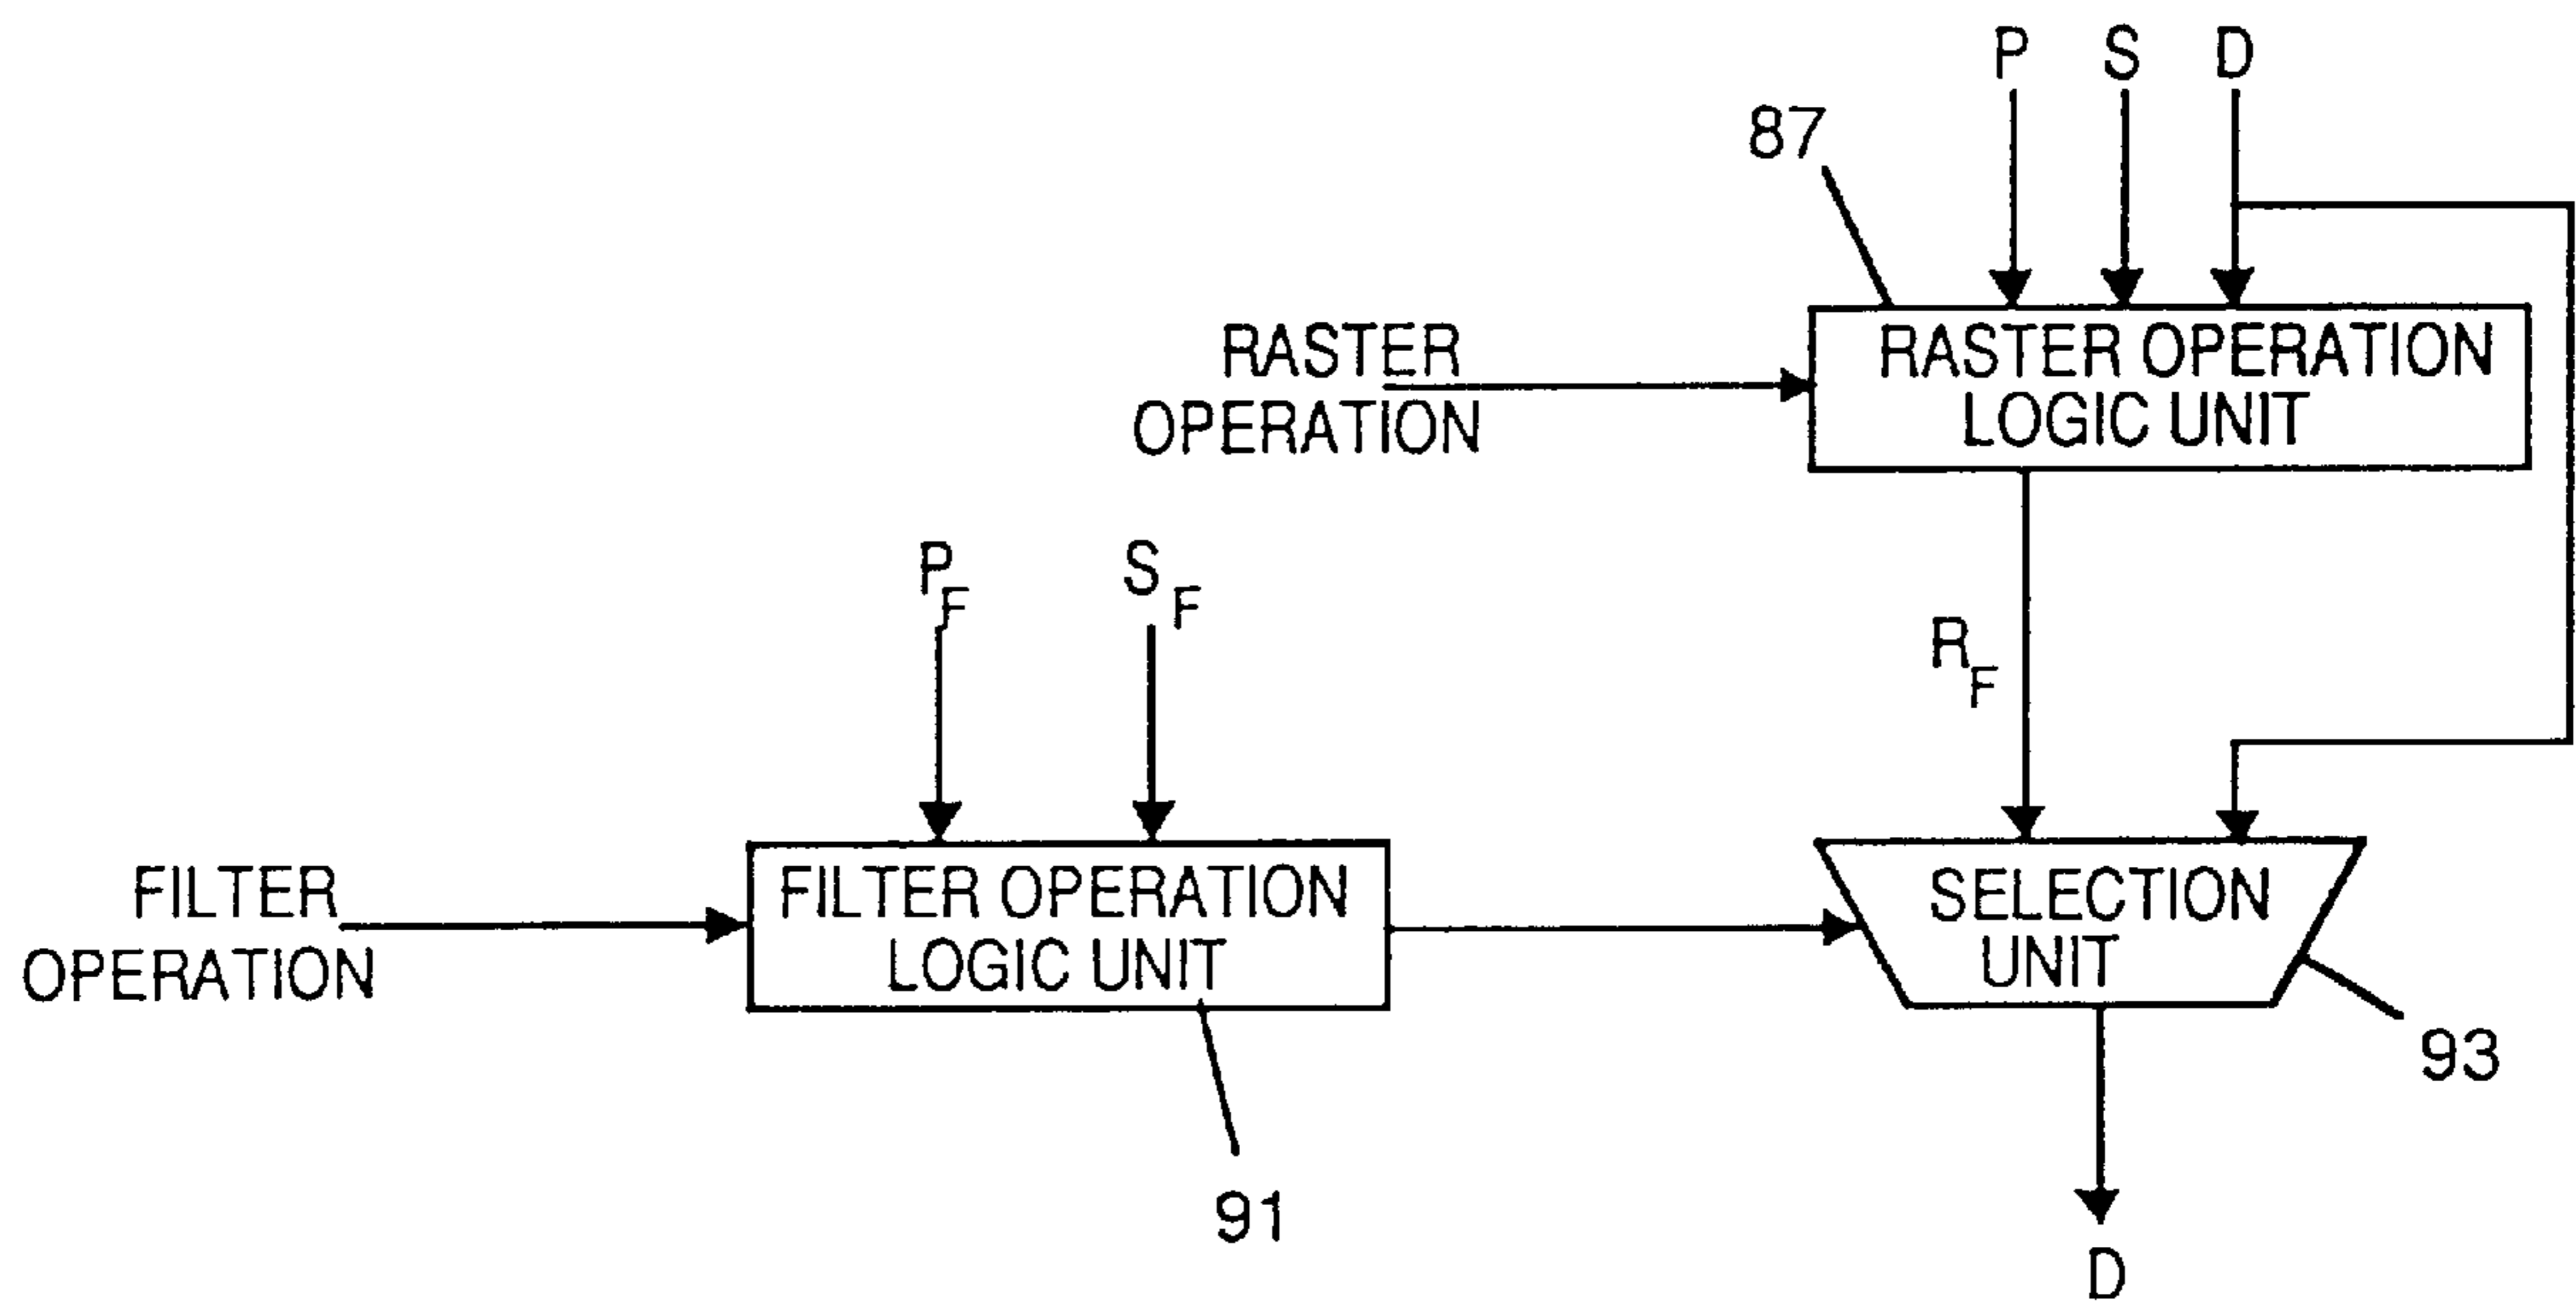 P S D
87
RASTER
OPERATION
RASTER OPERATION
LOGIC UNIT
P_F S_F
R_F
FILTER
OPERATION
FILTER OPERATION
LOGIC UNIT
SELECTION
UNIT
93
91
D